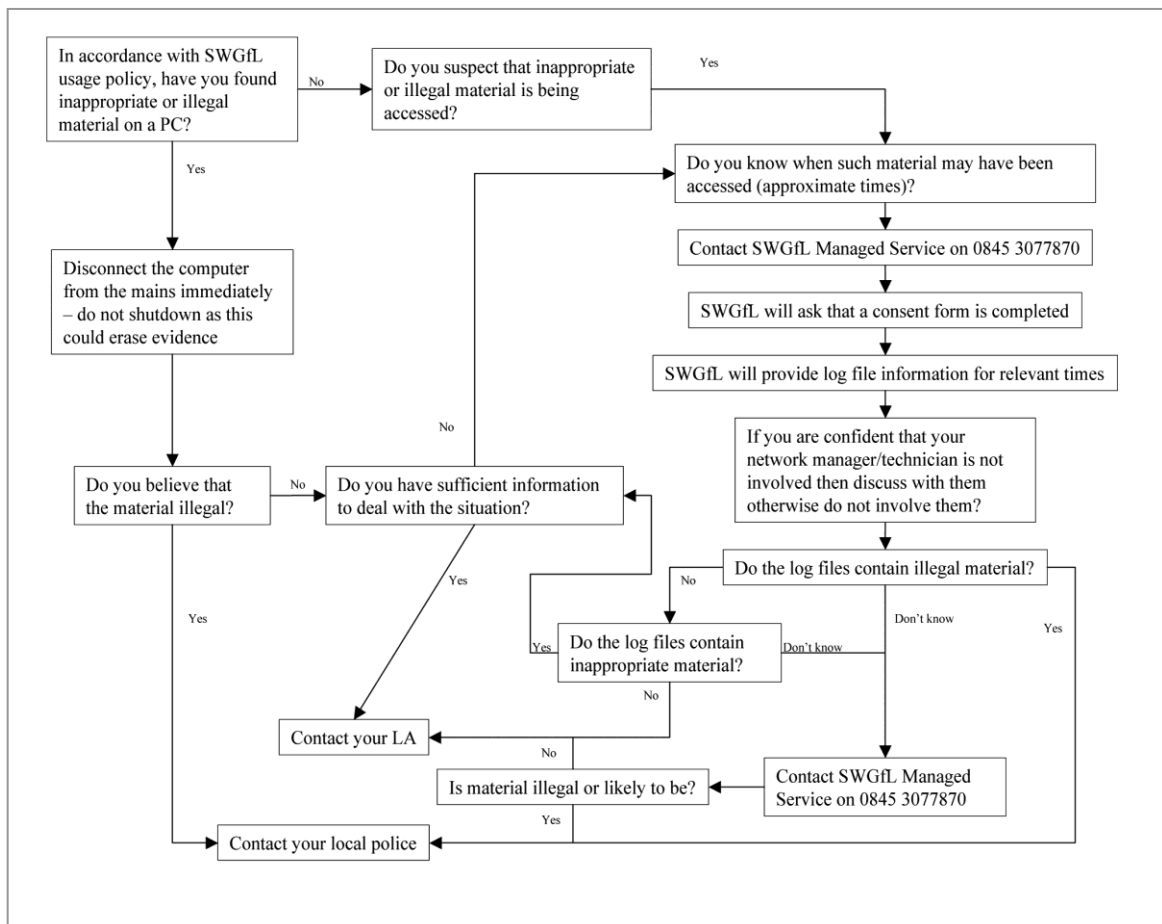 In accordance with SWGfL
usage policy, have you found
inappropriate or illegal
material on a PC?
No
Do you suspect that inappropriate
or illegal material is being
accessed?
Yes
Yes
Do you know when such material may have been
accessed (approximate times)?
Contact SWGfL Managed Service on 0845 3077870
Disconnect the computer
from the mains immediately
– do not shutdown as this
could erase evidence
SWGfL will ask that a consent form is completed
SWGfL will provide log file information for relevant times
No
If you are confident that your
network manager/technician is not
involved then discuss with them
otherwise do not involve them?
Do you believe that
the material illegal?
No
Do you have sufficient information
to deal with the situation?
Do the log files contain illegal material?
No
Yes
Yes
Don’t know
Yes
Do the log files contain
inappropriate material?
Yes
Don’t know
No
Contact your LA
No
Is material illegal or likely to be?
Contact SWGfL Managed
Service on 0845 3077870
Yes
Contact your local police